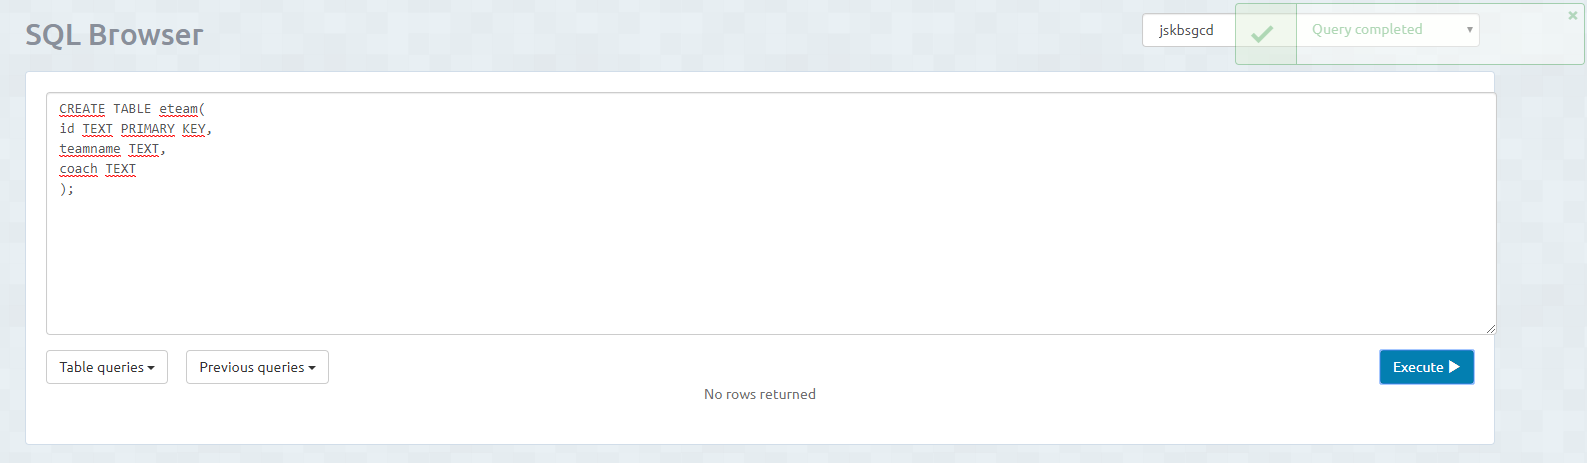 SQL Browser
jskbsgcd
Query completed
CREATE TABLE eteam(
id TEXT PRIMARY KEY,
teamname TEXT,
coach TEXT
);
Table queries
Previous queries
Execute
No rows returned